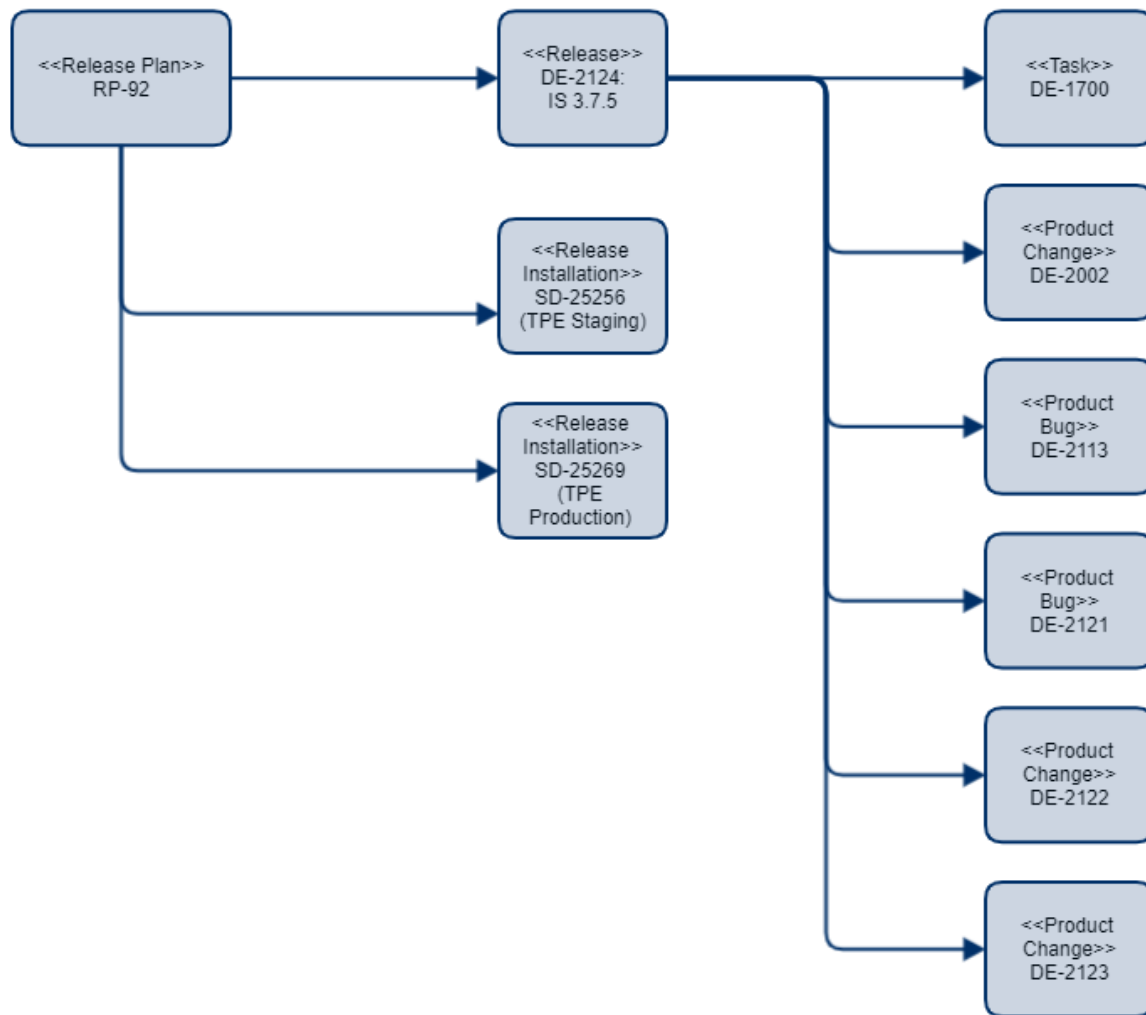 <<Release Plan>>
RP-92
<<Release>>
DE-2124:
IS 3.7.5
<<Task>>
DE-1700
<<Product
Change>>
DE-2002
<<Release
Installation>>
SD-25256
(TPE Staging)
<<Product
Bug>>
DE-2113
<<Release
Installation>>
SD-25269
(TPE
Production)
<<Product
Bug>>
DE-2121
<<Product
Change>>
DE-2122
<<Product
Change>>
DE-2123